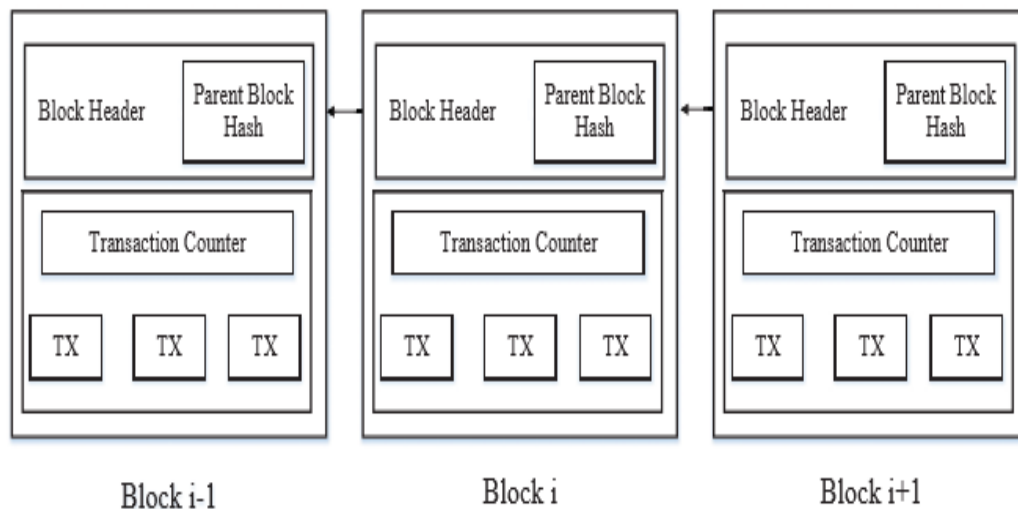 Block Header
Parent Block
Hash
Transaction Counter
TX TX TX
Block i-1
Block Header
Parent Block
Hash
Transaction Counter
TX TX TX
Block i
Block Header
Parent Block
Hash
Transaction Counter
TX TX TX
Block i+1